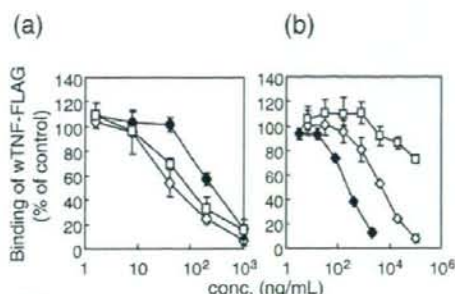 (a) (b)
Binding of wTNF-FLAG
(% of control)
140 140
120 120
100 100
80 80
60 60
40 40
20 20
0 0
1 10 10² 10³ 1 10² 10⁴ 10⁶
conc. (ng/mL)